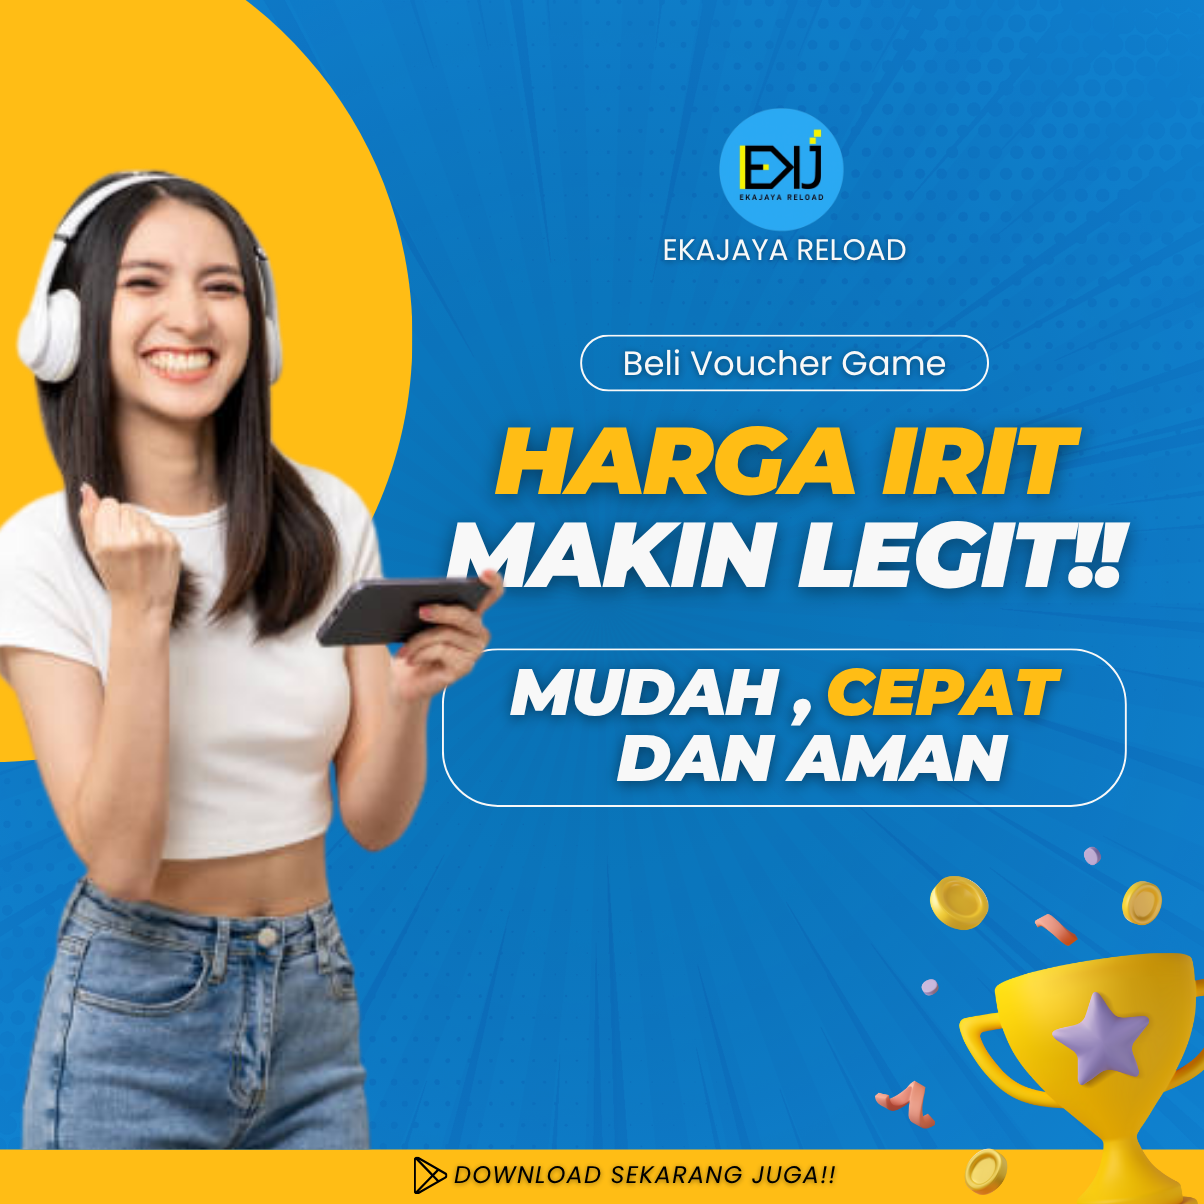 EKJ
EKAJAYA RELOAD
EKAJAYA RELOAD
Beli Voucher Game
HARGA IRIT
MAKIN LEGIT!!
MUDAH , CEPAT
DAN AMAN
DOWNLOAD SEKARANG JUGA!!